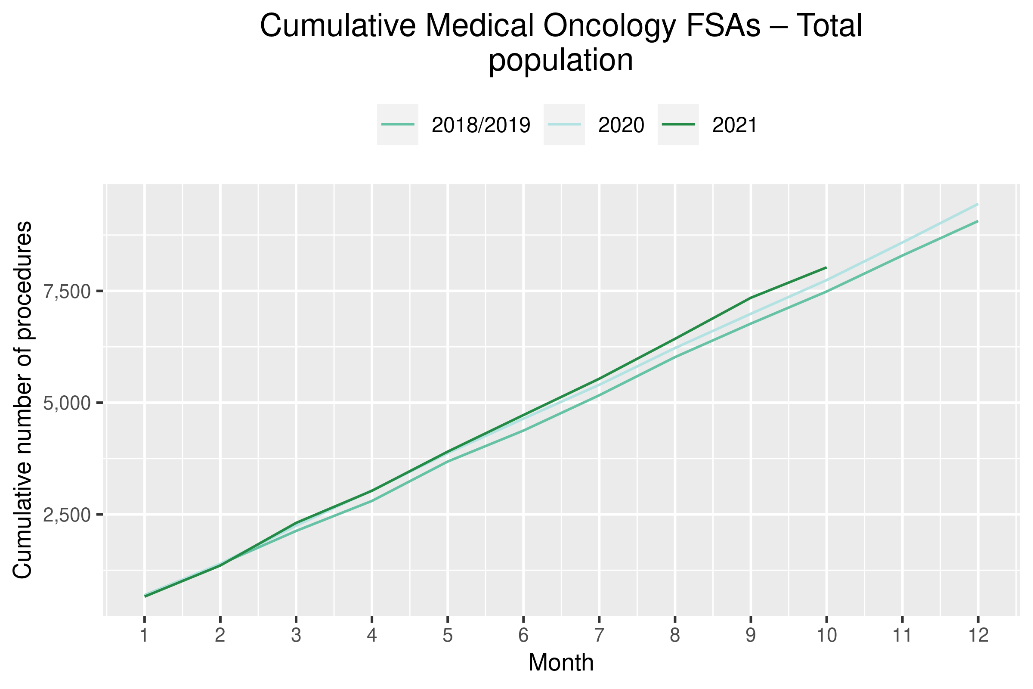 Cumulative Medical Oncology FSAs – Total
population
2018/2019 2020 2021
Cumulative number of procedures
7,500
5,000
2,500
1 2 3 4 5 6 7 8 9 10 11 12
Month